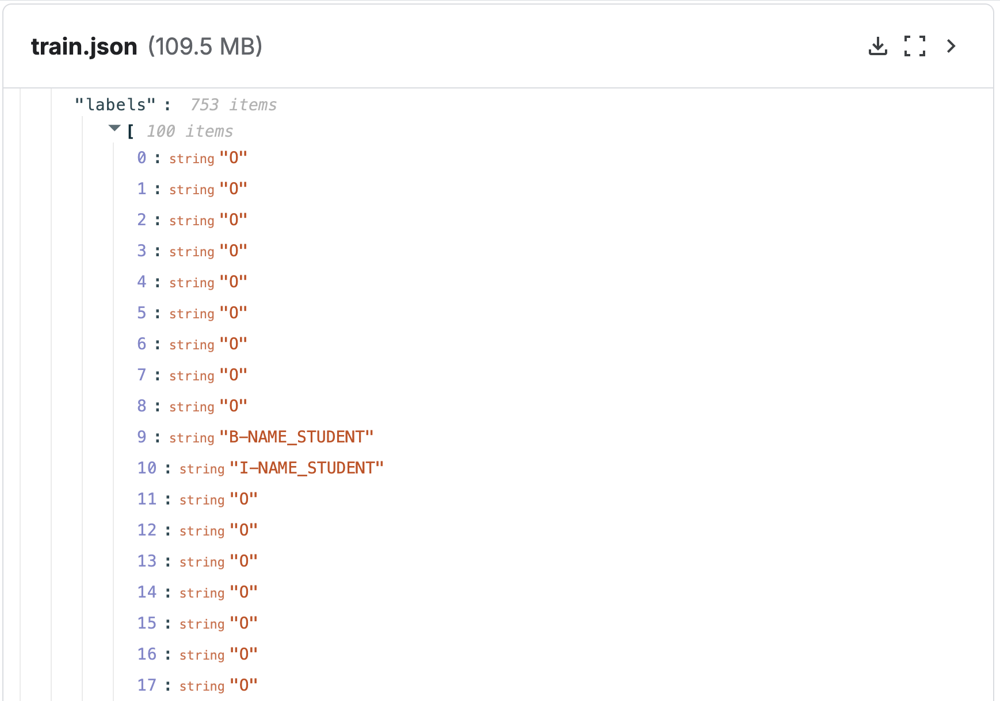 train.json (109.5 MB)
"labels" : 753 items
[ 100 items
0 : string "O"
1 : string "O"
2 : string "O"
3 : string "O"
4 : string "O"
5 : string "O"
6 : string "O"
7 : string "O"
8 : string "O"
9 : string "B-NAME_STUDENT"
10 : string "I-NAME_STUDENT"
11 : string "O"
12 : string "O"
13 : string "O"
14 : string "O"
15 : string "O"
16 : string "O"
17 : string "O"